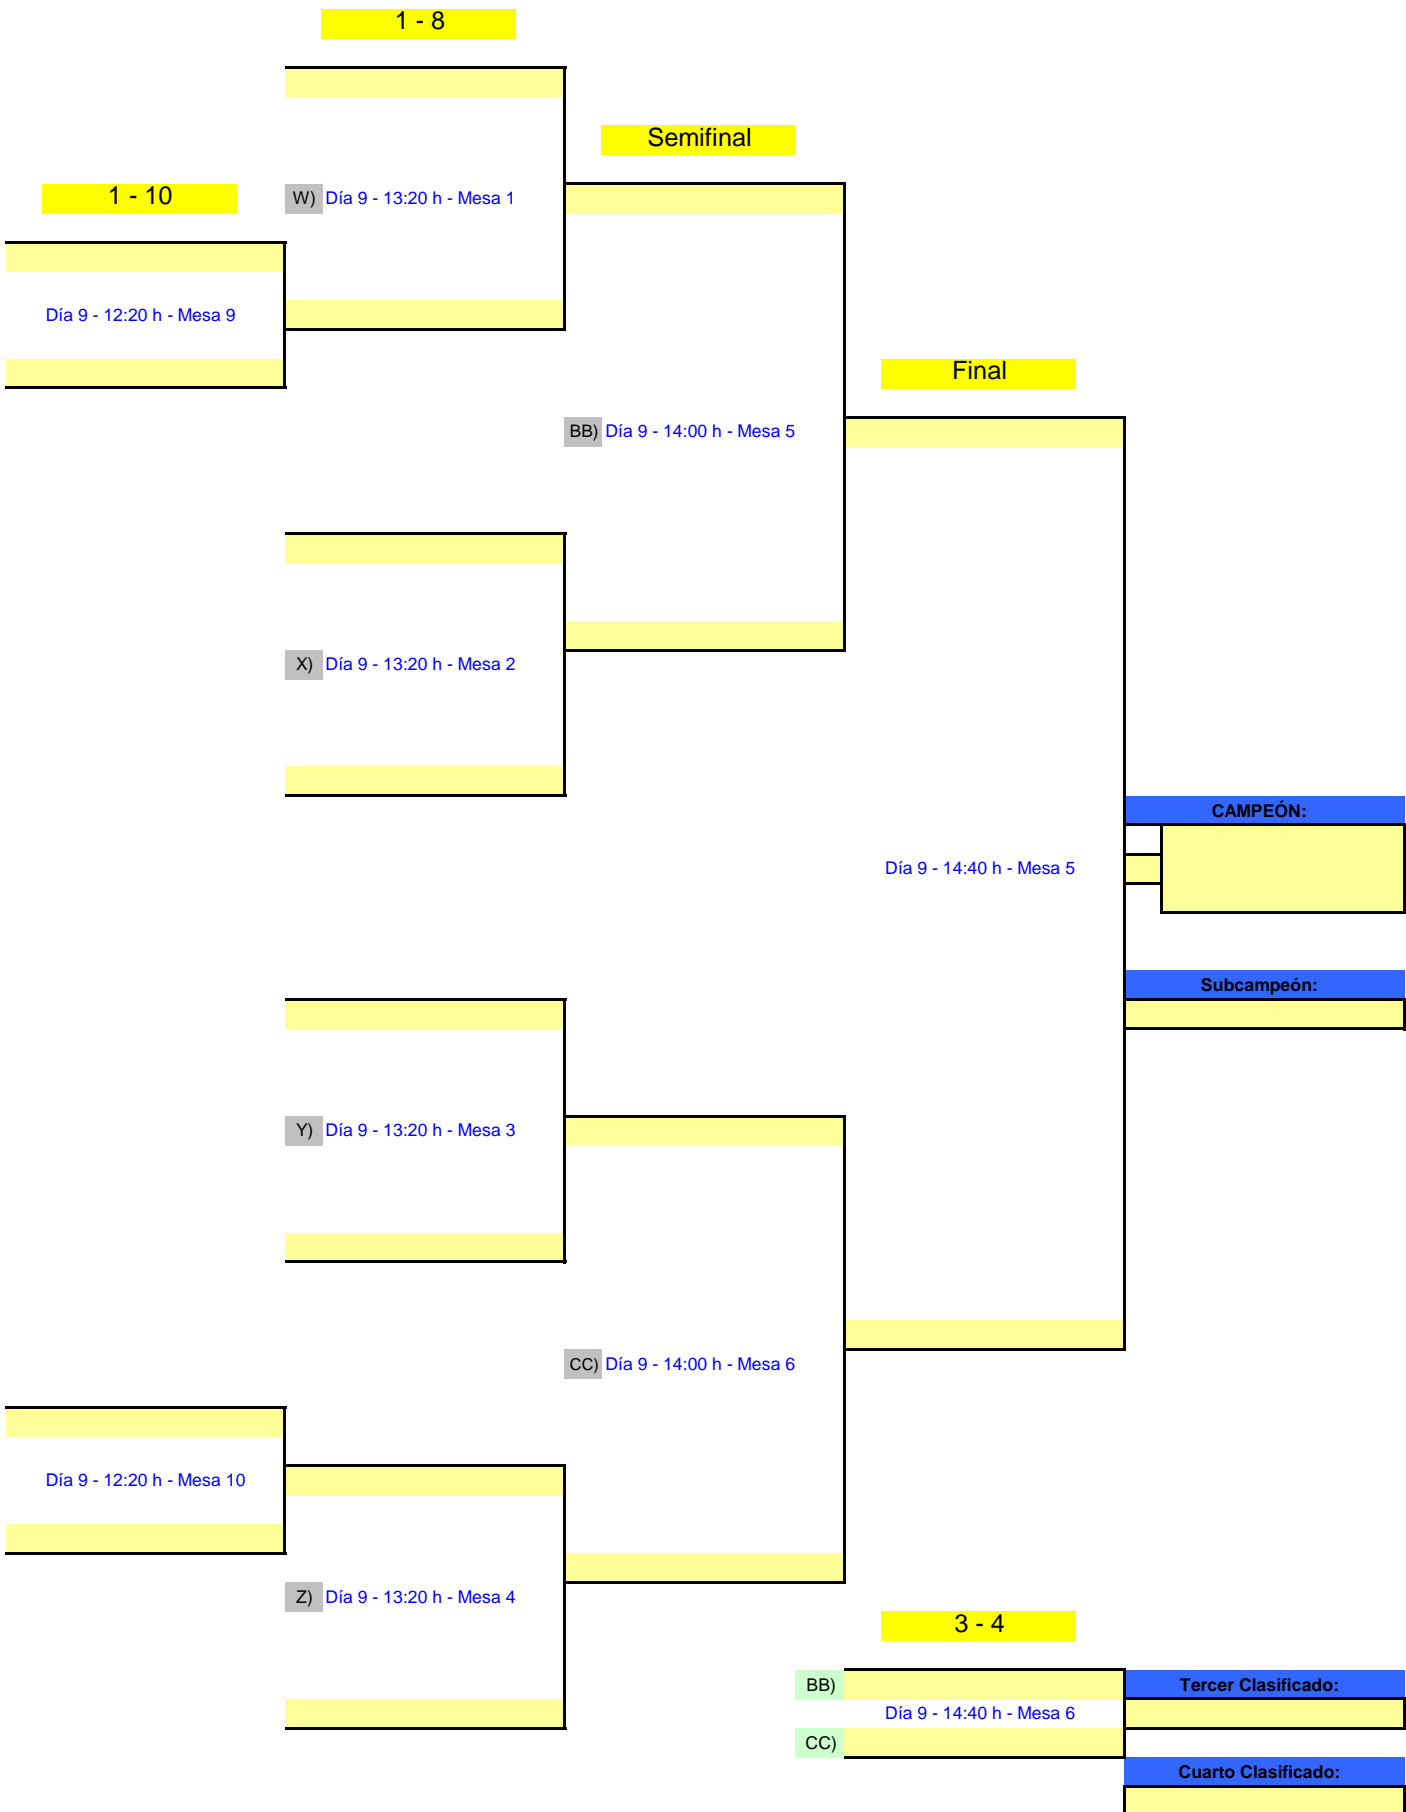 1 - 8
Semifinal
1 - 10
W) Día 9 - 13:20 h - Mesa 1
Día 9 - 12:20 h - Mesa 9
Final
BB) Día 9 - 14:00 h - Mesa 5
X) Día 9 - 13:20 h - Mesa 2
CAMPEÓN:
Día 9 - 14:40 h - Mesa 5
Subcampeón:
Y) Día 9 - 13:20 h - Mesa 3
CC) Día 9 - 14:00 h - Mesa 6
Día 9 - 12:20 h - Mesa 10
Z) Día 9 - 13:20 h - Mesa 4
3 - 4
BB)
Tercer Clasificado:
Día 9 - 14:40 h - Mesa 6
CC)
Cuarto Clasificado: